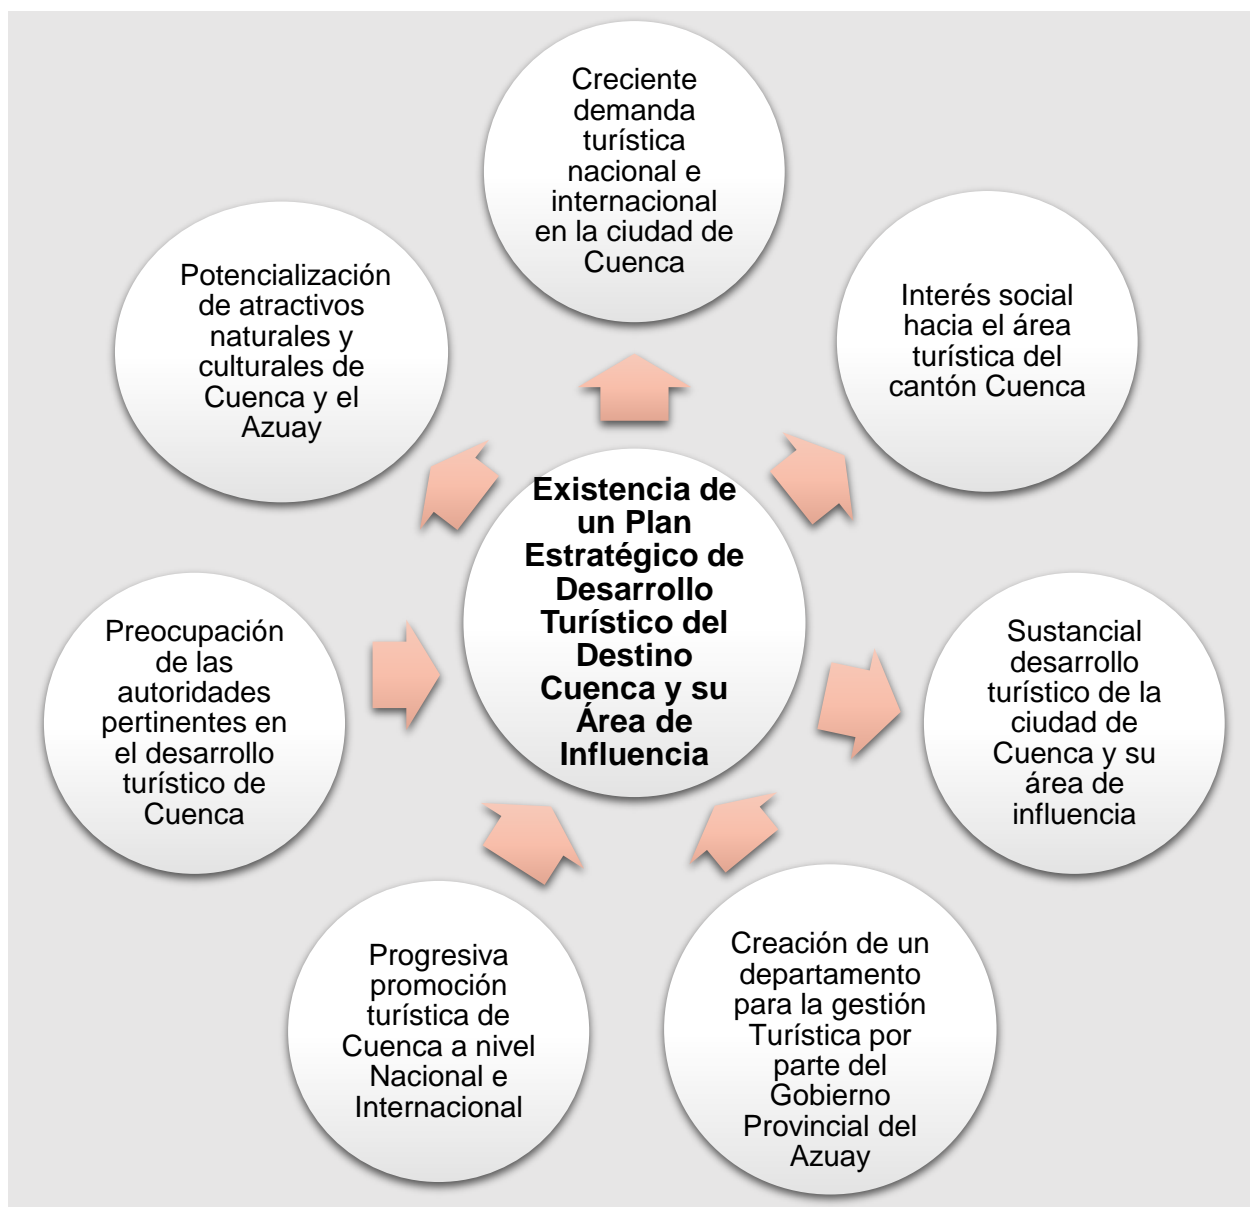 Creciente
demanda
turística
nacional e
internacional
en la ciudad de
Cuenca
Potencialización
de atractivos
naturales y
culturales de
Cuenca y el
Azuay
Interés social
hacia el área
turística del
cantón Cuenca
Existencia de
un Plan
Estratégico de
Desarrollo
Turístico del
Destino
Cuenca y su
Área de
Influencia
Preocupación
de las
autoridades
pertinentes en
el desarrollo
turístico de
Cuenca
Sustancial
desarrollo
turístico de la
ciudad de
Cuenca y su
área de
influencia
Progresiva
promoción
turística de
Cuenca a nivel
Nacional e
Internacional
Creación de un
departamento
para la gestión
Turística por
parte del
Gobierno
Provincial del
Azuay